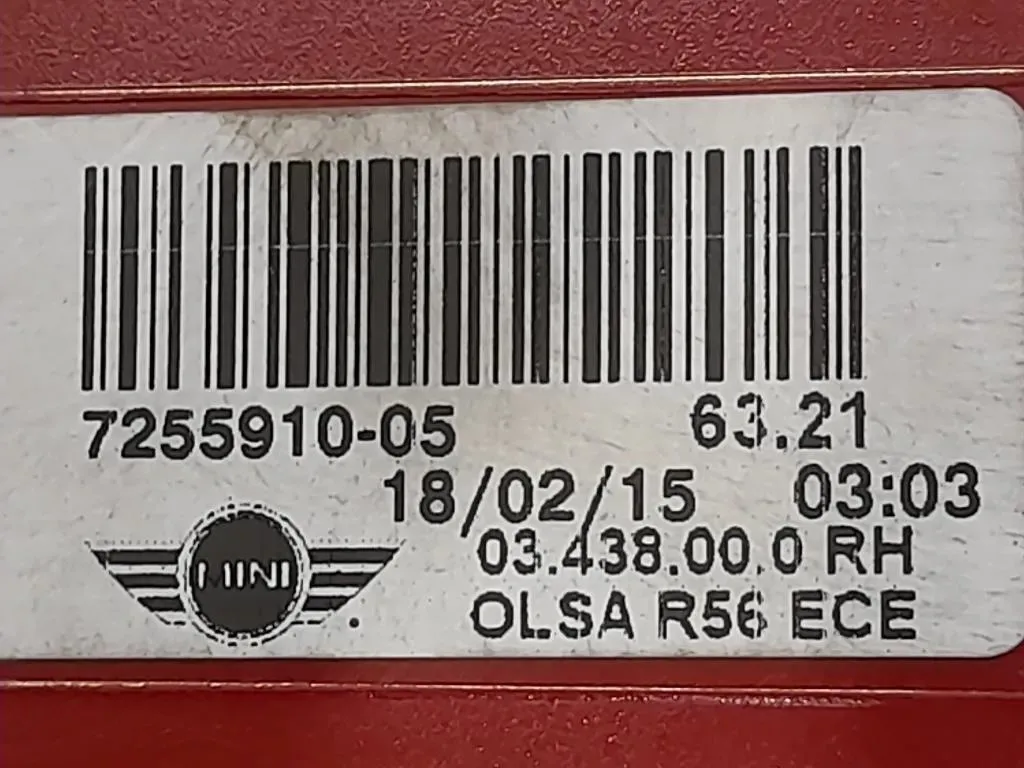 7255910-05 63.21
18/02/15 03:03
03.438.00.0 RH
MINI
OLSA R56 ECE